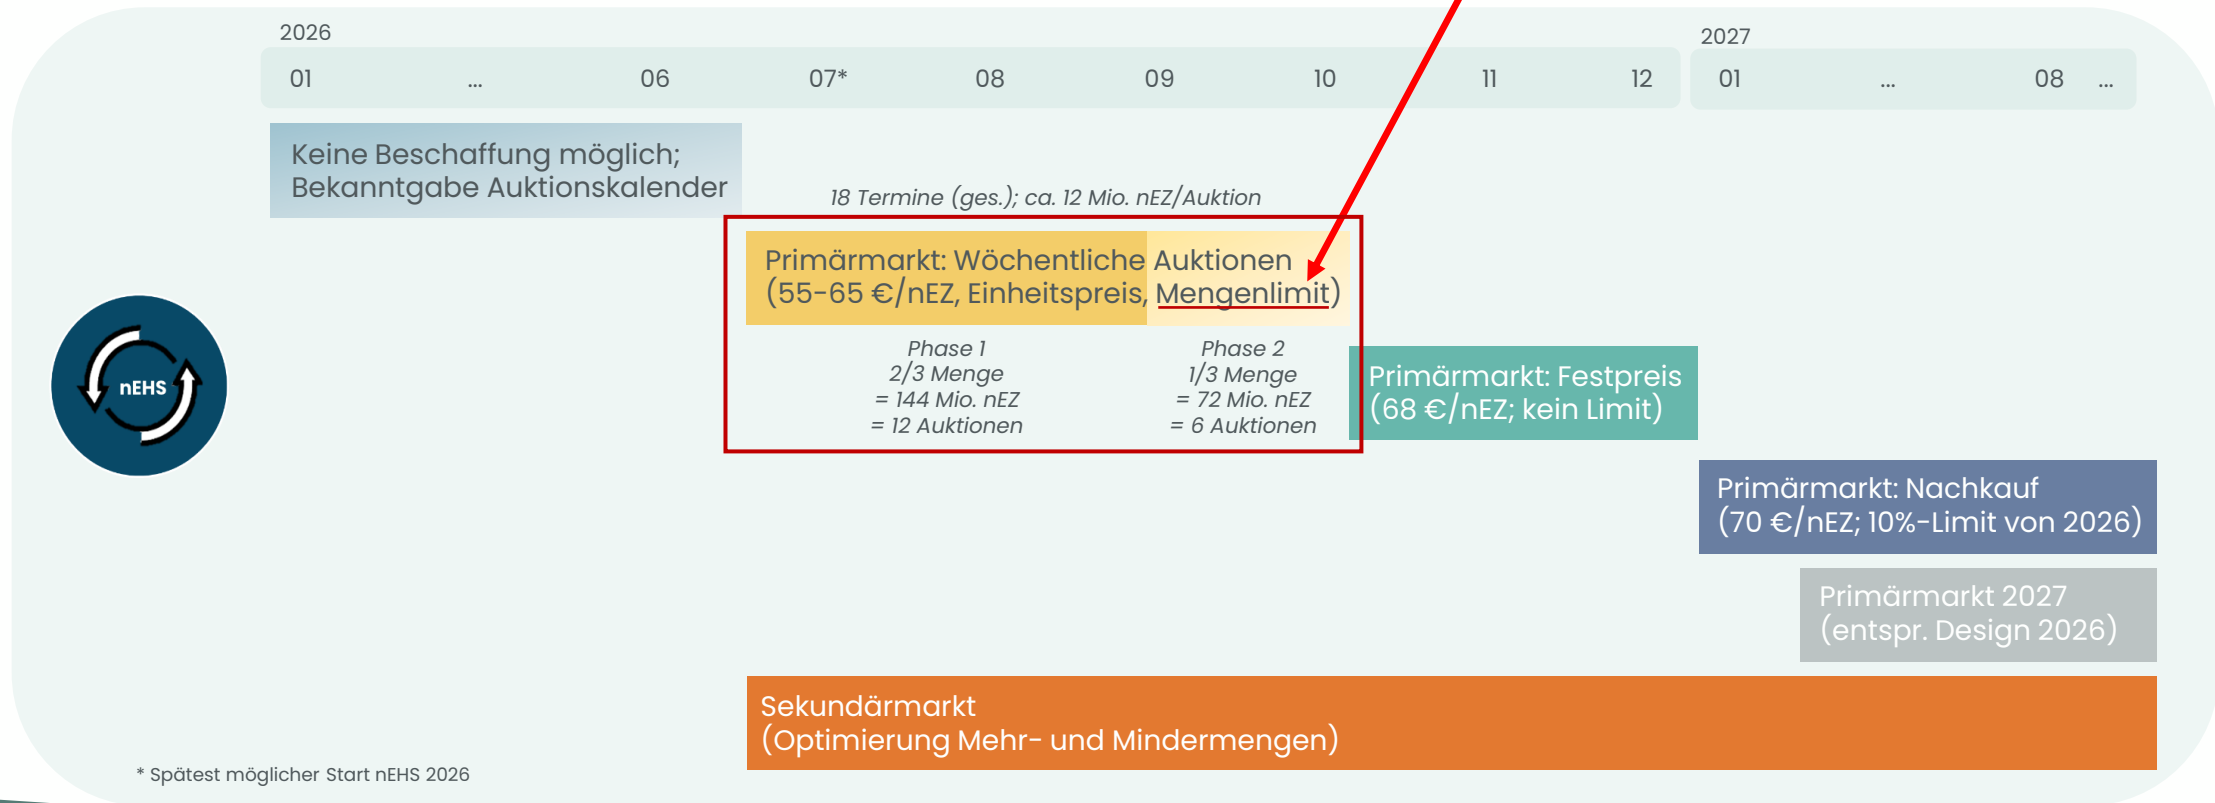 2026
2027
01 ... 06 07* 08 09 10 11 12 01 ... 08 ...
Keine Beschaffung möglich;
Bekanntgabe Auktionskalender
18 Termine (ges.); ca. 12 Mio. nEZ/Auktion
Primärmarkt: Wöchentliche Auktionen
(55-65 €/nEZ, Einheitspreis, Mengenlimit)
Phase 1
2/3 Menge
= 144 Mio. nEZ
= 12 Auktionen
Phase 2
1/3 Menge
= 72 Mio. nEZ
= 6 Auktionen
Primärmarkt: Festpreis
(68 €/nEZ; kein Limit)
nEHS
Primärmarkt: Nachkauf
(70 €/nEZ; 10%-Limit von 2026)
Primärmarkt 2027
(entspr. Design 2026)
Sekundärmarkt
(Optimierung Mehr- und Mindermengen)
* Spätest möglicher Start nEHS 2026